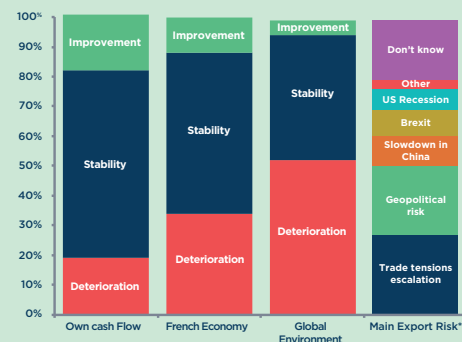 100%
90%
80%
70%
60%
50%
40%
30%
20%
10%
0%
Improvement
Stability
Deterioration
Improvement
Stability
Deterioration
Improvement
Stability
Deterioration
Don't know
Other
US Recession
Brexit
Slowdown in
China
Geopolitical
risk
Trade tensions
escalation
Own cash Flow
French Economy
Global
Environment
Main Export Risk*